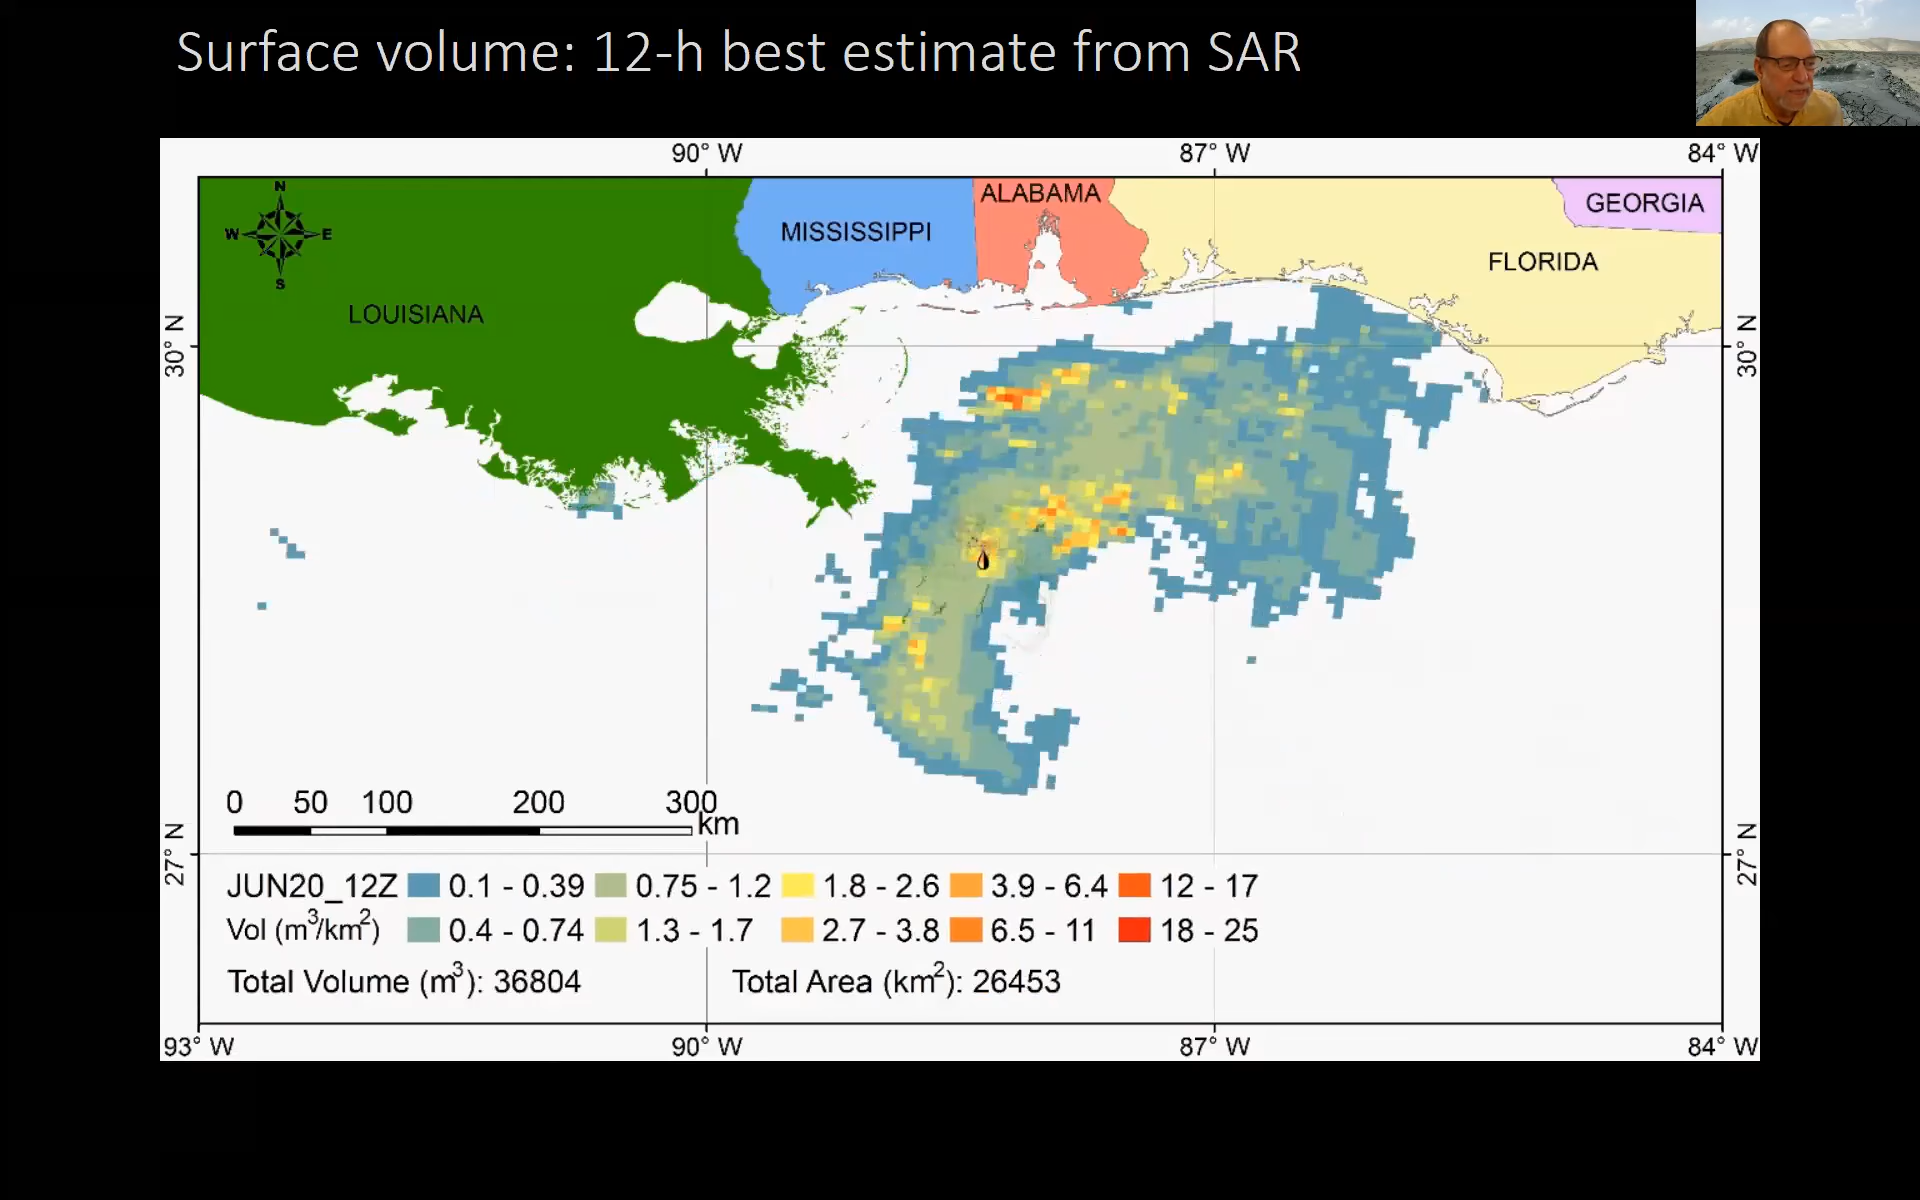 Surface volume: 12-h best estimate from SAR
90° W 87° W 84° W
N
W E
S
LOUISIANA
MISSISSIPPI
ALABAMA
FLORIDA
GEORGIA
30° N 30° N
0 50 100 200 300
km
27° N 27° N
JUN20_12Z 0.1 - 0.39 0.75 - 1.2 1.8 - 2.6 3.9 - 6.4 12 - 17
Vol (m³/km²) 0.4 - 0.74 1.3 - 1.7 2.7 - 3.8 6.5 - 11 18 - 25
Total Volume (m³): 36804 Total Area (km²): 26453
93° W 90° W 87° W 84° W